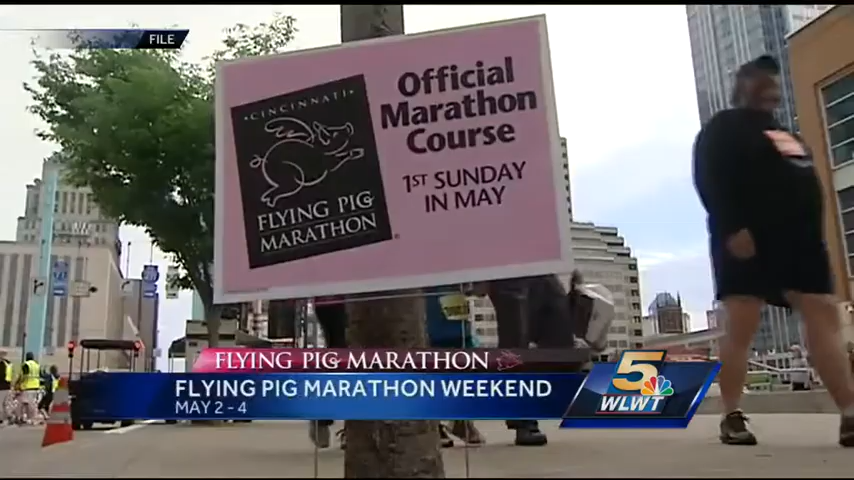 FILE
• CINCINNATI •
FLYING PIG
MARATHON
Official
Marathon
Course
1ST SUNDAY
IN MAY
FLYING PIG MARATHON
FLYING PIG MARATHON WEEKEND
MAY 2 - 4
5
WLWT